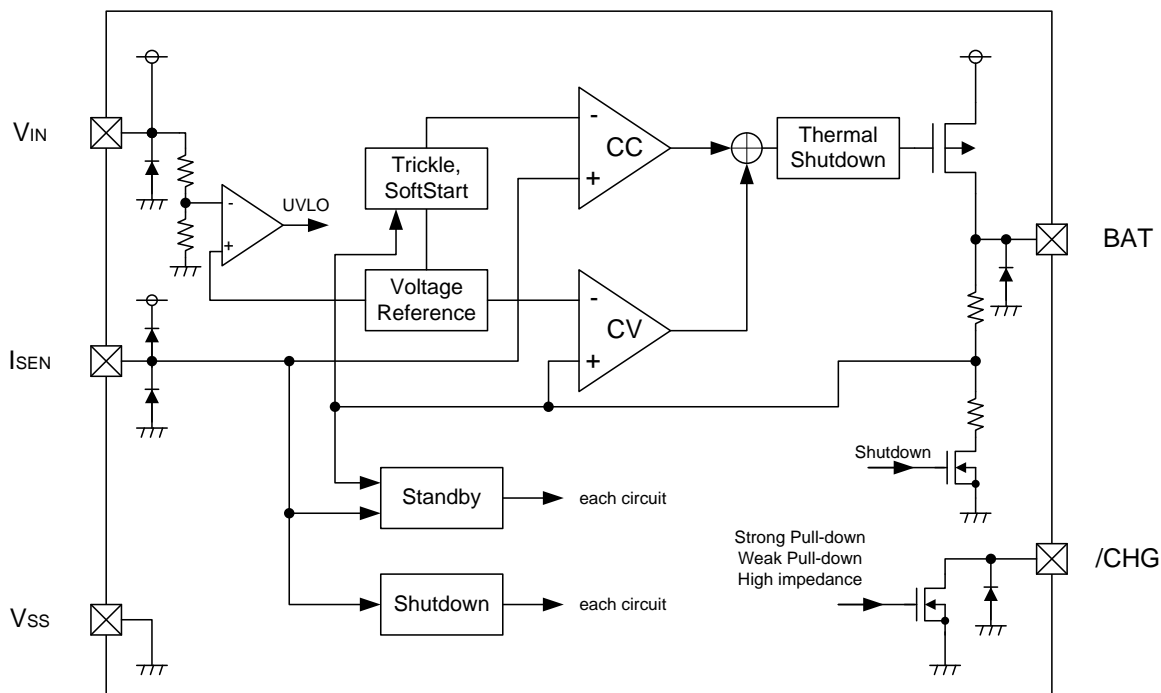 VIN
ISEN
VSS
-
+
UVLO
Trickle,
SoftStart
Voltage
Reference
-
CC
+
-
CV
+
Thermal
Shutdown
BAT
Shutdown
Standby
each circuit
Shutdown
each circuit
Strong Pull-down
Weak Pull-down
High impedance
/CHG